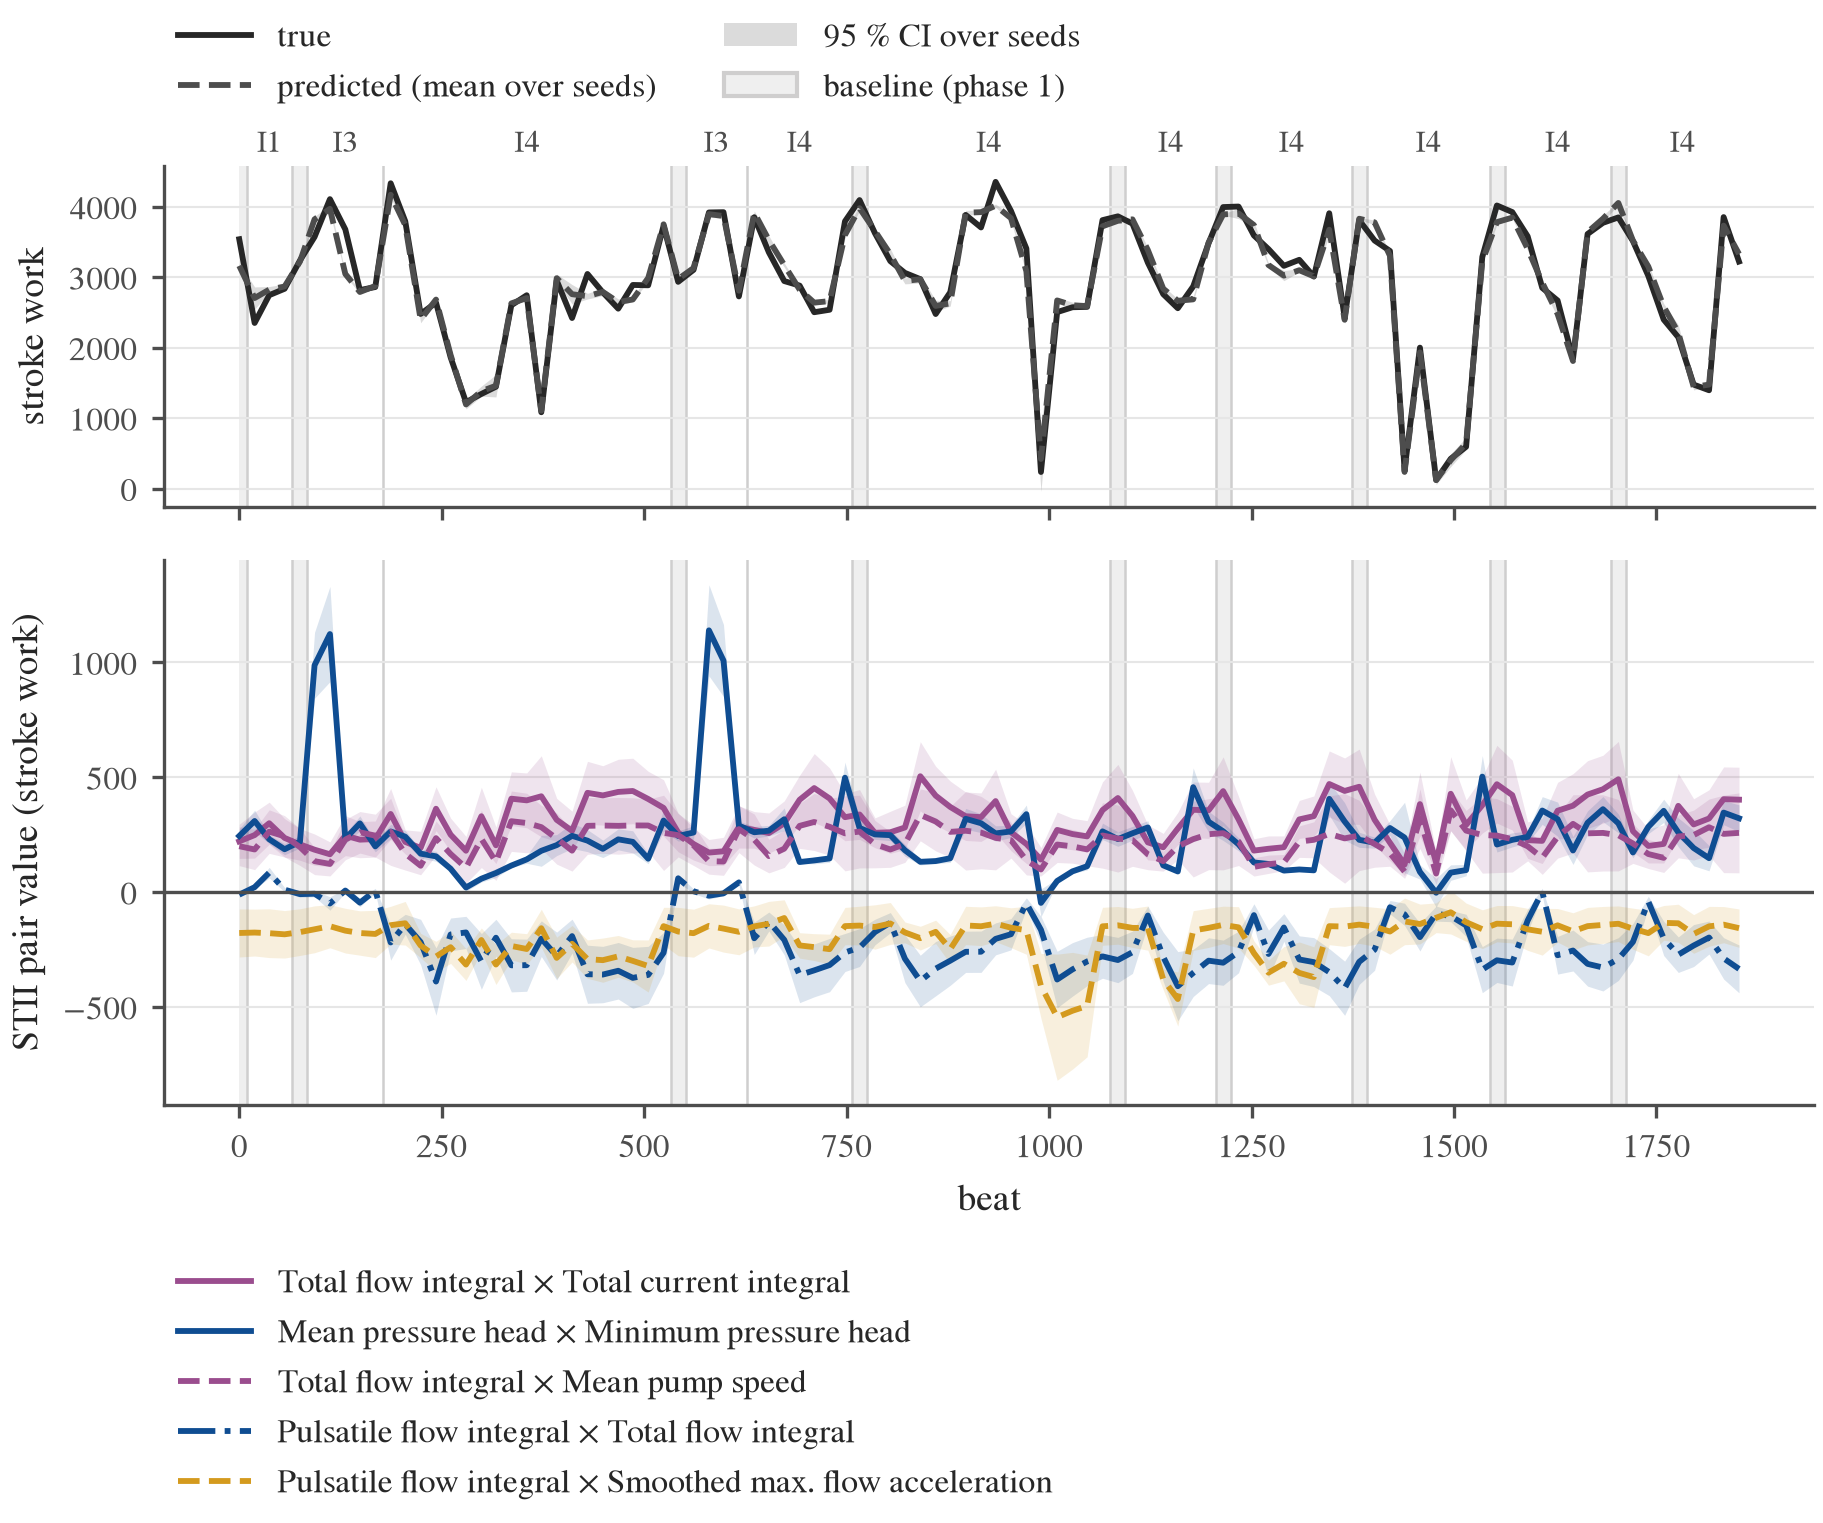 true
95 % CI over seeds
predicted (mean over seeds)
baseline (phase 1)
I1 I3 I4 I3 I4 I4 I4 I4 I4 I4 I4
4000
3000
2000
1000
0
stroke work
1000
500
0
−500
STII pair value (stroke work)
0 250 500 750 1000 1250 1500 1750
beat
Total flow integral × Total current integral
Mean pressure head × Minimum pressure head
Total flow integral × Mean pump speed
Pulsatile flow integral × Total flow integral
Pulsatile flow integral × Smoothed max. flow acceleration